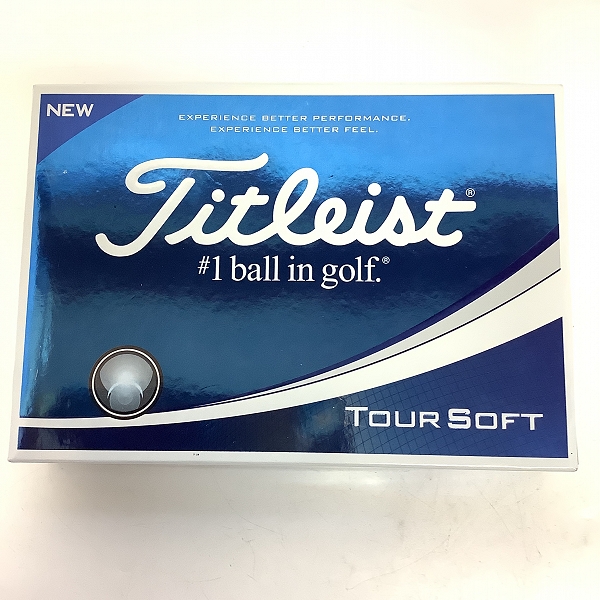 NEW
EXPERIENCE BETTER PERFORMANCE.
EXPERIENCE BETTER FEEL.
Titleist®
#1 ball in golf.®
TOUR SOFT